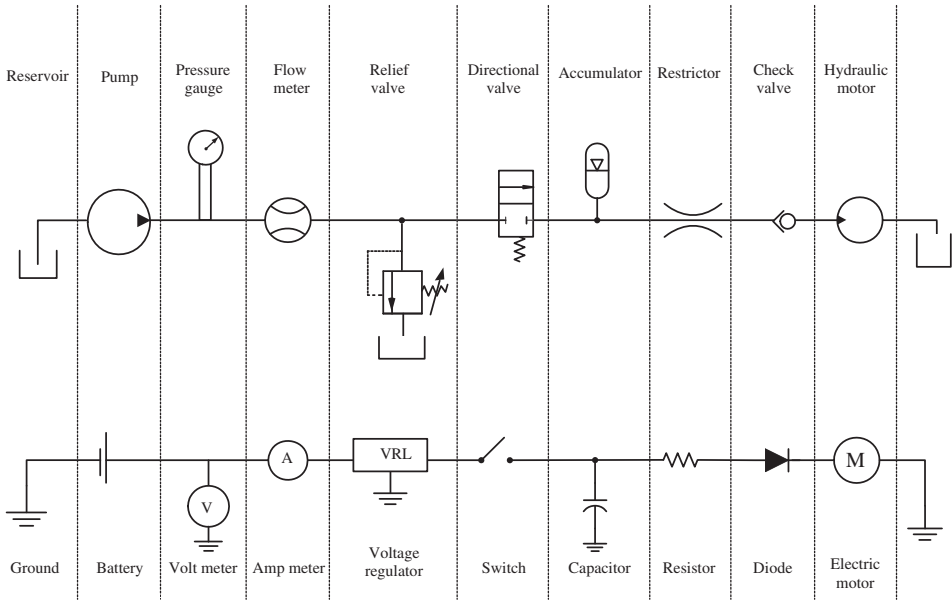 Reservoir
Pump
Pressure
gauge
Flow
meter
Relief
valve
Directional
valve
Accumulator
Restrictor
Check
valve
Hydraulic
motor
A
VRL
M
V
Ground
Battery
Volt meter
Amp meter
Voltage
regulator
Switch
Capacitor
Resistor
Diode
Electric
motor